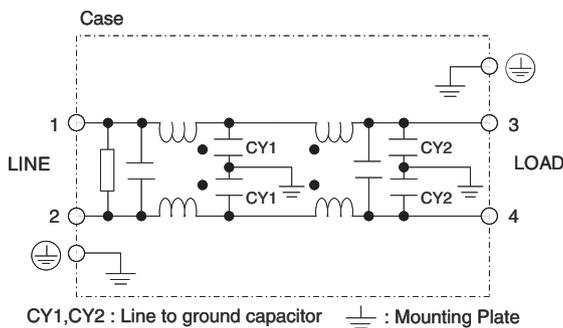 Case
1
3
CY1
CY2
LINE
LOAD
CY1
CY2
2
4
CY1,CY2 : Line to ground capacitor : Mounting Plate